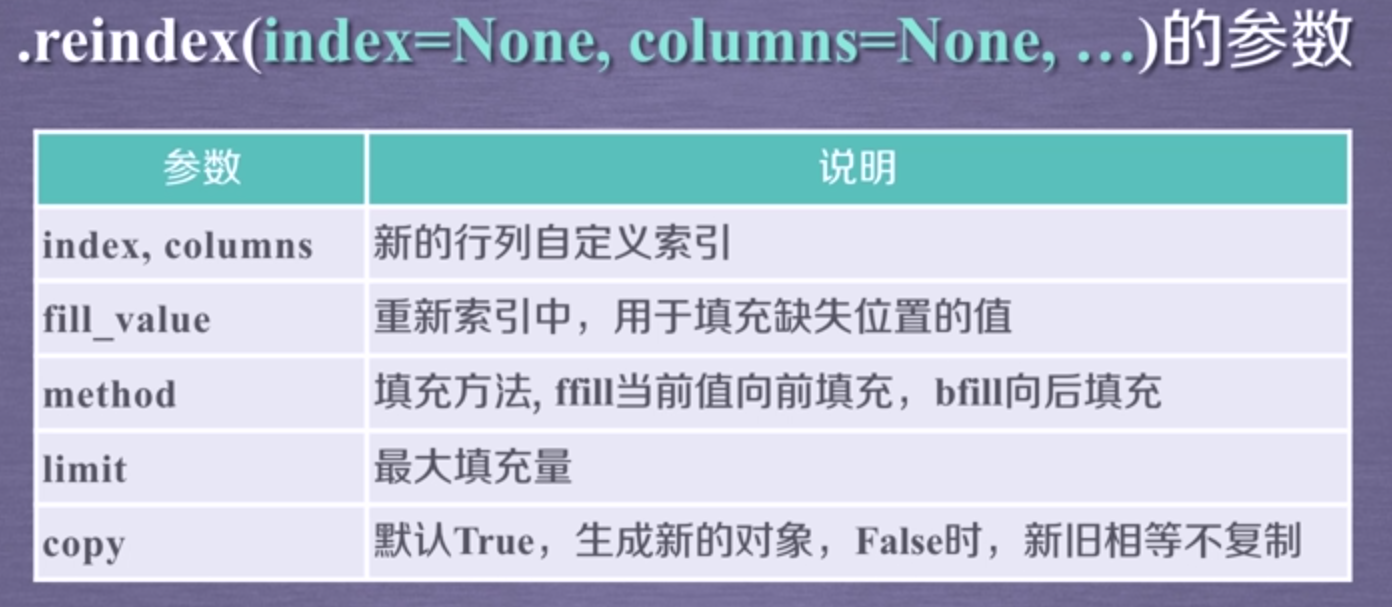 .reindex(index=None, columns=None, …)的参数
参数 说明
index, columns 新的行列自定义索引
fill_value 重新索引中，用于填充缺失位置的值
method 填充方法, ffill当前值向前填充，bfill向后填充
limit 最大填充量
copy 默认True，生成新的对象，False时，新旧相等不复制